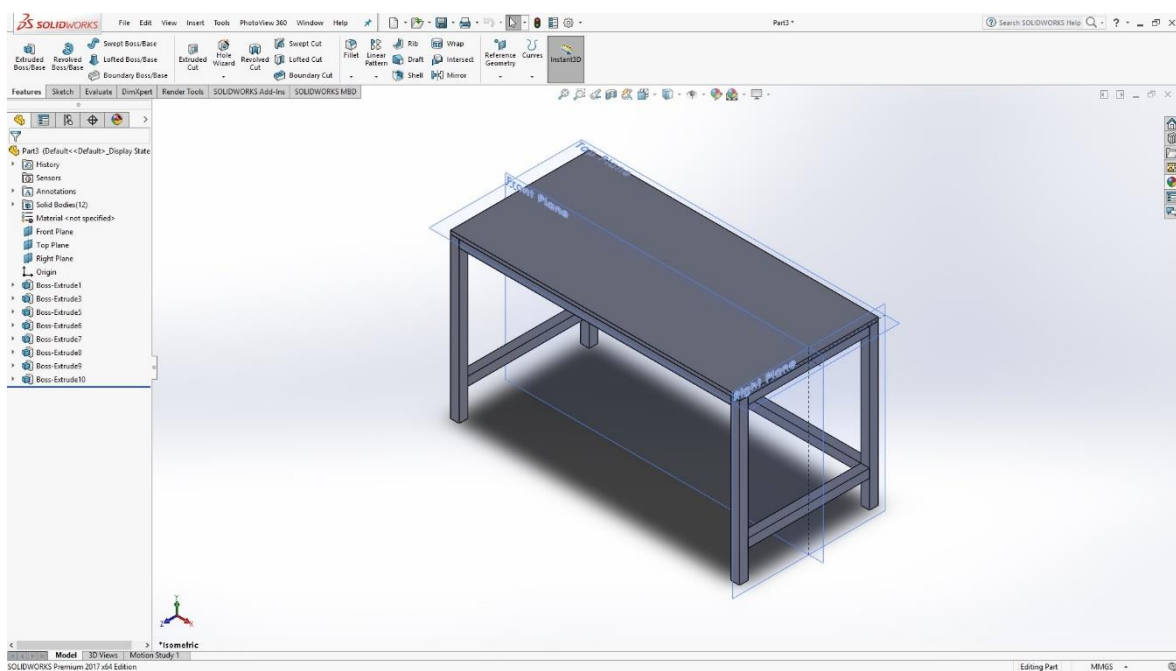 SOLIDWORKS File Edit View Insert Tools PhotoView 360 Window Help Part3 * Search SOLIDWORKS Help
Extruded Boss/Base
Revolved Boss/Base
Swept Boss/Base
Lofted Boss/Base
Boundary Boss/Base
Extruded Cut
Hole Wizard
Revolved Cut
Swept Cut
Lofted Cut
Boundary Cut
Fillet
Linear Pattern
Rib
Draft
Shell
Wrap
Intersect
Mirror
Reference Geometry
Curves
Instant3D
Features Sketch Evaluate DimXpert Render Tools SOLIDWORKS Add-Ins SOLIDWORKS MBD
Part3 (Default<<Default>_Display State
History
Sensors
Annotations
Solid Bodies(12)
Material <not specified>
Front Plane
Top Plane
Right Plane
Origin
Boss-Extrude1
Boss-Extrude3
Boss-Extrude5
Boss-Extrude6
Boss-Extrude7
Boss-Extrude8
Boss-Extrude9
Boss-Extrude10
Top Plane
Front Plane
Right Plane
Y
Z
X
*Isometric
Model 3D Views Motion Study 1
SOLIDWORKS Premium 2017 x64 Edition Editing Part MMGS